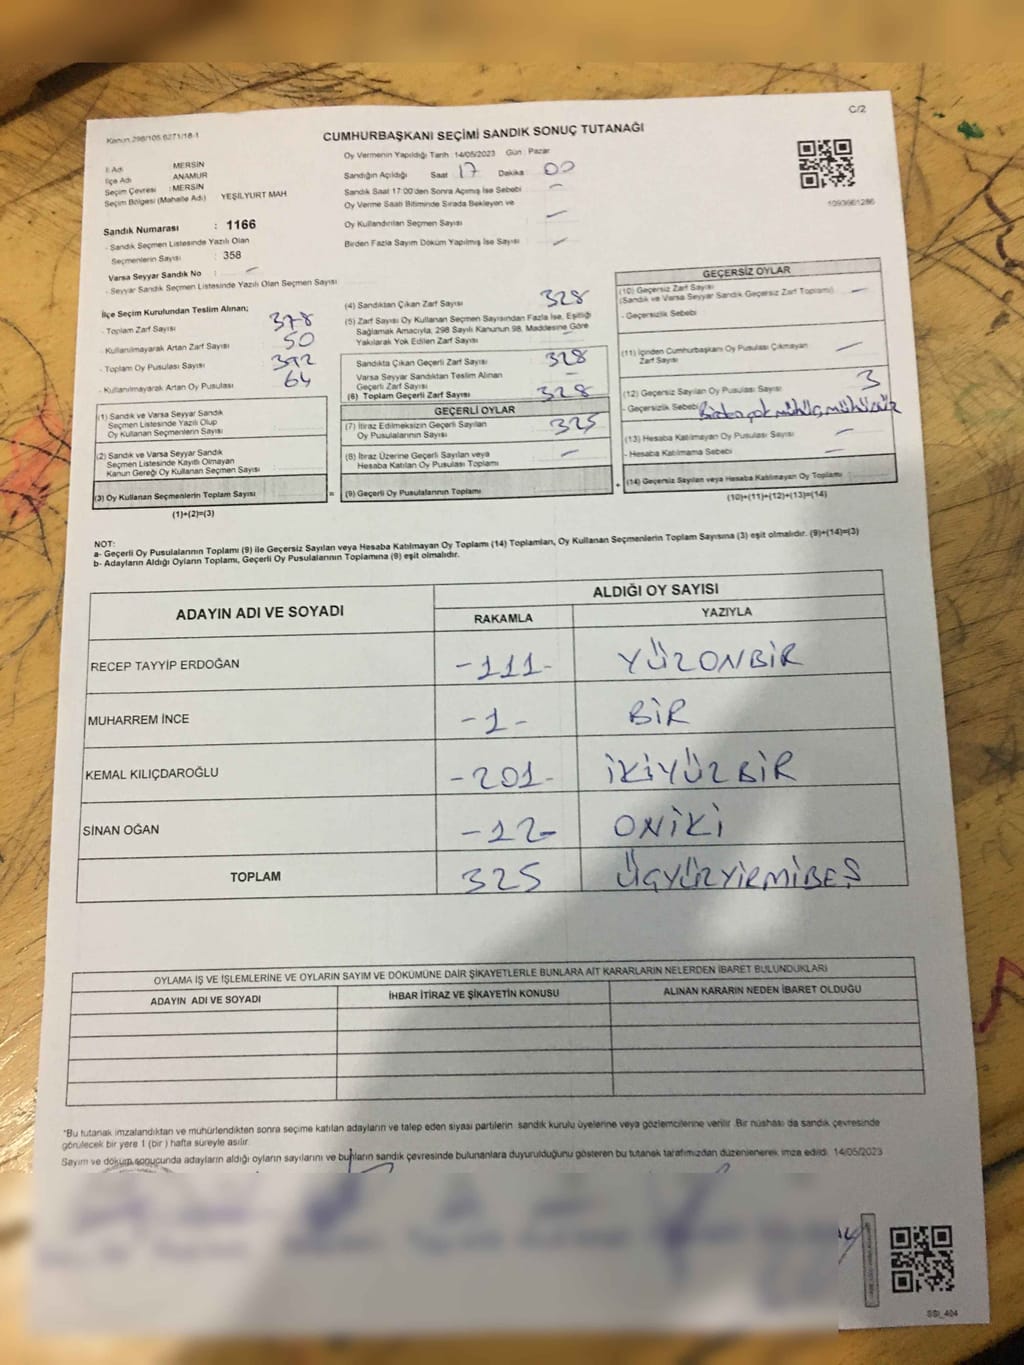 C/2
Kanun 298/105 6271/18-1
CUMHURBAŞKANI SEÇİMİ SANDIK SONUÇ TUTANAĞI
İl Adı MERSİN
İlçe Adı ANAMUR
Seçim Çevresi : MERSİN
Seçim Bölgesi (Mahalle Adı) YEŞİLYURT MAH
Sandık Numarası : 1166
- Sandık Seçmen Listesinde Yazılı Olan
Seçmenlerin Sayısı : 358
Varsa Seyyar Sandık No : -
- Seyyar Sandık Seçmen Listesinde Yazılı Olan Seçmen Sayısı
Oy Vermenin Yapıldığı Tarih :14/05/2023 Gün : Pazar
Sandığın Açıldığı Saat 17 Dakika 00
Sandık Saat 17:00'den Sonra Açımış İse Sebebi -
Oy Verme Saati Bitiminde Sırada Bekleyen ve
Oy Kullandırılan Seçmen Sayısı -
Birden Fazla Sayım Döküm Yapılmış İse Sayısı -
1093661286
İlçe Seçim Kurulundan Teslim Alınan;
- Toplam Zarf Sayısı 378
- Kullanılmayarak Artan Zarf Sayısı 50
- Toplam Oy Pusulası Sayısı 392
- Kullanılmayarak Artan Oy Pusulası 64
(1) Sandık ve Varsa Seyyar Sandık
Seçmen Listesinde Yazılı Olup
Oy Kullanan Seçmenlerin Sayısı
(2) Sandık ve Varsa Seyyar Sandık
Seçmen Listesinde Kayıtlı Olmayan
Kanun Gereği Oy Kullanan Seçmen Sayısı
(3) Oy Kullanan Seçmenlerin Toplam Sayısı
(1)+(2)=(3)
(4) Sandıktan Çıkan Zarf Sayısı 328
(5) Zarf Sayısı Oy Kullanan Seçmen Sayısından Fazla İse, Eşitliği
Sağlamak Amacıyla, 298 Sayılı Kanunun 98. Maddesine Göre
Yakılarak Yok Edilen Zarf Sayısı -
Sandıkta Çıkan Geçerli Zarf Sayısı 328
Varsa Seyyar Sandıktan Teslim Alınan
Geçerli Zarf Sayısı -
(6) Toplam Geçerli Zarf Sayısı 328
GEÇERLİ OYLAR
(7) İtiraz Edilmeksizin Geçerli Sayılan
Oy Pusulalarının Sayısı 325
(8) İtiraz Üzerine Geçerli Sayılan veya
Hesaba Katılan Oy Pusulası Toplamı -
= (9) Geçerli Oy Pusulalarının Toplamı +
GEÇERSİZ OYLAR
(10) Geçersiz Zarf Sayısı
(Sandık ve Varsa Seyyar Sandık Geçersiz Zarf Toplamı) -
- Geçersizlik Sebebi
(11) İçinden Cumhurbaşkanı Oy Pusulası Çıkmayan
Zarf Sayısı -
(12) Geçersiz Sayılan Oy Pusulası Sayısı 3
- Geçersizlik Sebebi Birden çok mühür, mühürsüz
(13) Hesaba Katılmayan Oy Pusulası Sayısı -
- Hesaba Katılmama Sebebi -
(14) Geçersiz Sayılan veya Hesaba Katılmayan Oy Toplamı
(10)+(11)+(12)+(13)=(14)
NOT:
a- Geçerli Oy Pusulalarının Toplamı (9) ile Geçersiz Sayılan veya Hesaba Katılmayan Oy Toplamı (14) Toplamları, Oy Kullanan Seçmenlerin Toplam Sayısına (3) eşit olmalıdır. (9)+(14)=(3)
b- Adayların Aldığı Oyların Toplamı, Geçerli Oy Pusulalarının Toplamına (9) eşit olmalıdır.
ADAYIN ADI VE SOYADI ALDIĞI OY SAYISI
RAKAMLA YAZIYLA
RECEP TAYYİP ERDOĞAN -111- YÜZONBİR
MUHARREM İNCE -1- BİR
KEMAL KILIÇDAROĞLU -201- İKİYÜZBİR
SİNAN OĞAN -12- ONİKİ
TOPLAM 325 ÜÇYÜZYİRMİBEŞ
OYLAMA İŞ VE İŞLEMLERİNE VE OYLARIN SAYIM VE DÖKÜMÜNE DAİR ŞİKAYETLERLE BUNLARA AİT KARARLARIN NELERDEN İBARET BULUNDUKLARI
ADAYIN ADI VE SOYADI İHBAR İTİRAZ VE ŞİKAYETİN KONUSU ALINAN KARARIN NEDEN İBARET OLDUĞU
*Bu tutanak imzalandıktan ve mühürlendikten sonra seçime katılan adayların ve talep eden siyasi partilerin sandık kurulu üyelerine veya gözlemcilerine verilir. Bir nüshası da sandık çevresinde
görülecek bir yere 1 (bir ) hafta süreyle asılır.
Sayım ve döküm sonucunda adayların aldığı oyların sayılarını ve bunların sandık çevresinde bulunanlara duyurulduğunu gösteren bu tutanak tarafımızdan düzenlenerek imza edildi. 14/05/2023
SSI_404